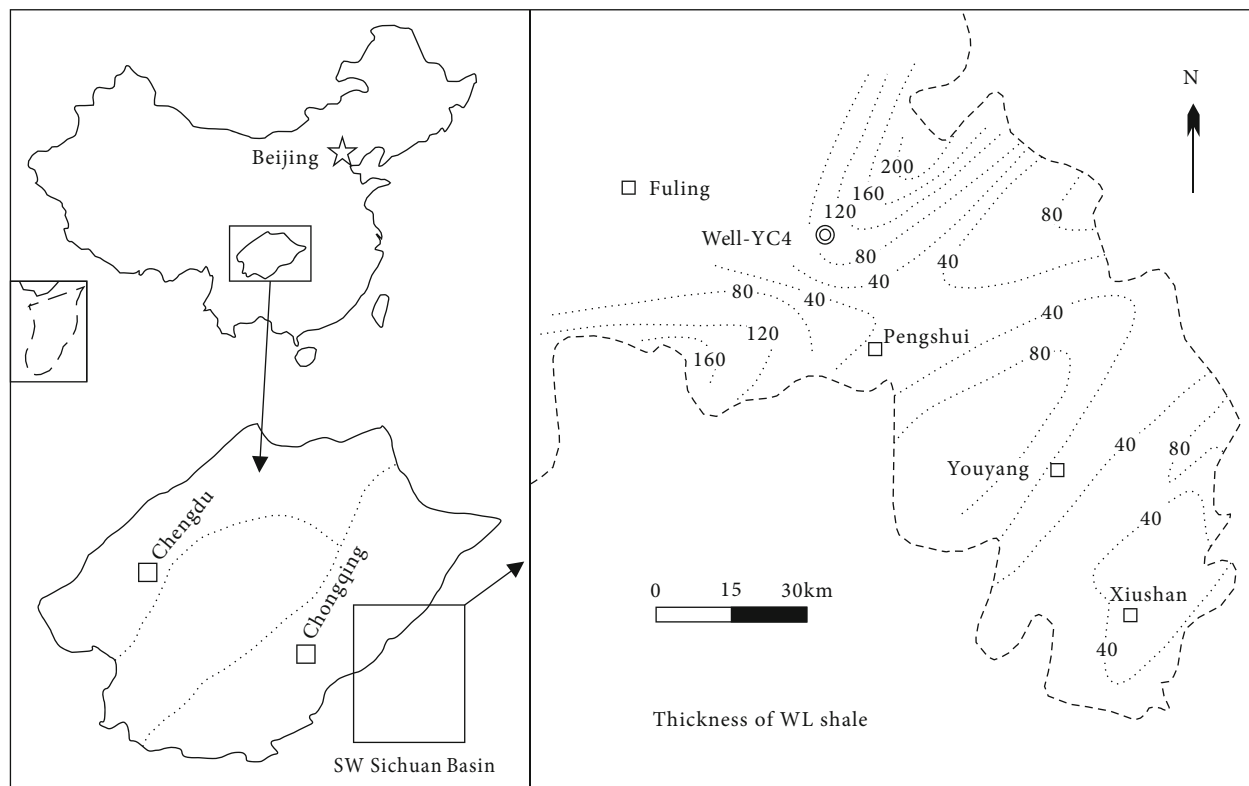 Beijing
Chengdu
Chongqing
SW Sichuan Basin
N
200
160
120
Fuling
Well-YC4
80
40
80
40
80
40
120
160
Pengshui
40
80
Youyang
40
80
40
Xiushan
40
0 15 30km
Thickness of WL shale